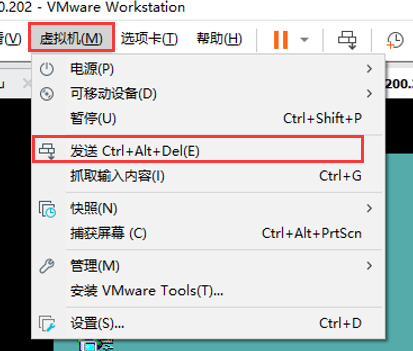 0.202 - VMware Workstation
(V) 虚拟机(M) 选项卡(T) 帮助(H)
电源(P)
可移动设备(D)
200.
暂停(U) Ctrl+Shift+P
发送 Ctrl+Alt+Del(E)
抓取输入内容(I) Ctrl+G
快照(N)
捕获屏幕 (C) Ctrl+Alt+PrtScn
管理(M)
安装 VMware Tools(T)...
设置(S)... Ctrl+D